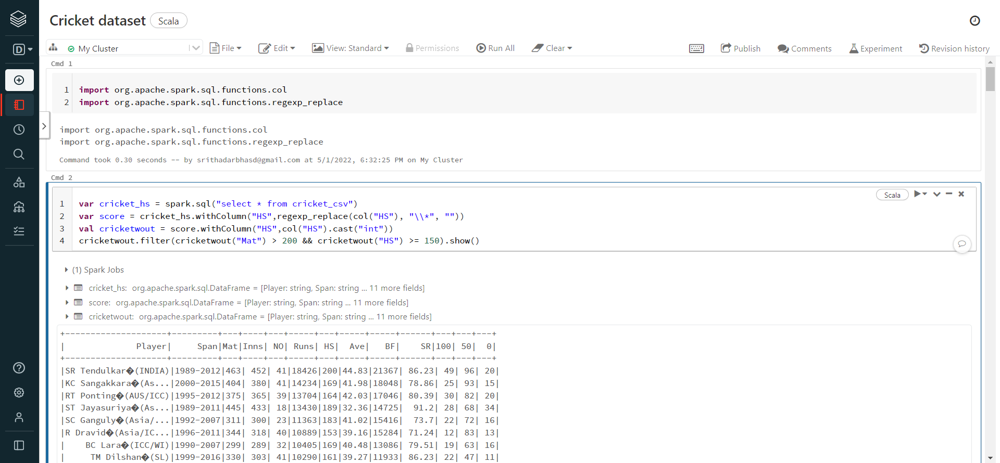 Cricket dataset Scala
D
My Cluster File Edit View: Standard Permissions Run All Clear Publish Comments Experiment Revision history
Cmd 1
1 import org.apache.spark.sql.functions.col
2 import org.apache.spark.sql.functions.regexp_replace
import org.apache.spark.sql.functions.col
import org.apache.spark.sql.functions.regexp_replace
Command took 0.30 seconds -- by srithadarbhasd@gmail.com at 5/1/2022, 6:32:25 PM on My Cluster
Cmd 2
Scala
1 var cricket_hs = spark.sql("select * from cricket_csv")
2 var score = cricket_hs.withColumn("HS",regexp_replace(col("HS"), "\\*", ""))
3 val cricketwout = score.withColumn("HS",col("HS").cast("int"))
4 cricketwout.filter(cricketwout("Mat") > 200 && cricketwout("HS") >= 150).show()
(1) Spark Jobs
cricket_hs: org.apache.spark.sql.DataFrame = [Player: string, Span: string ... 11 more fields]
score: org.apache.spark.sql.DataFrame = [Player: string, Span: string ... 11 more fields]
cricketwout: org.apache.spark.sql.DataFrame = [Player: string, Span: string ... 11 more fields]
+--------------------+---------+---+----+---+-----+---+-----+-----+------+---+---+---+
|              Player|     Span|Mat|Inns| NO| Runs| HS|  Ave|   BF|    SR|100| 50|  0|
+--------------------+---------+---+----+---+-----+---+-----+-----+------+---+---+---+
|SR Tendulkar�(INDIA)|1989-2012|463| 452| 41|18426|200|44.83|21367| 86.23| 49| 96| 20|
|KC Sangakkara�(As...|2000-2015|404| 380| 41|14234|169|41.98|18048| 78.86| 25| 93| 15|
|RT Ponting�(AUS/ICC)|1995-2012|375| 365| 39|13704|164|42.03|17046| 80.39| 30| 82| 20|
|ST Jayasuriya�(As...|1989-2011|445| 433| 18|13430|189|32.36|14725|  91.2| 28| 68| 34|
|SC Ganguly�(Asia/...|1992-2007|311| 300| 23|11363|183|41.02|15416|  73.7| 22| 72| 16|
|R Dravid�(Asia/IC...|1996-2011|344| 318| 40|10889|153|39.16|15284| 71.24| 12| 83| 13|
|    BC Lara�(ICC/WI)|1990-2007|299| 289| 32|10405|169|40.48|13086| 79.51| 19| 63| 16|
|     TM Dilshan�(SL)|1999-2016|330| 303| 41|10290|161|39.27|11933| 86.23| 22| 47| 11|